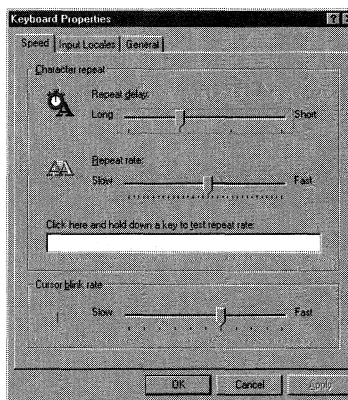 Keyboard Properties
Speed Input Locales General
Character repeat
Repeat delay:
Long Short
Repeat rate:
Slow Fast
Click here and hold down a key to test repeat rate:
Cursor blink rate
Slow Fast
OK Cancel Apply